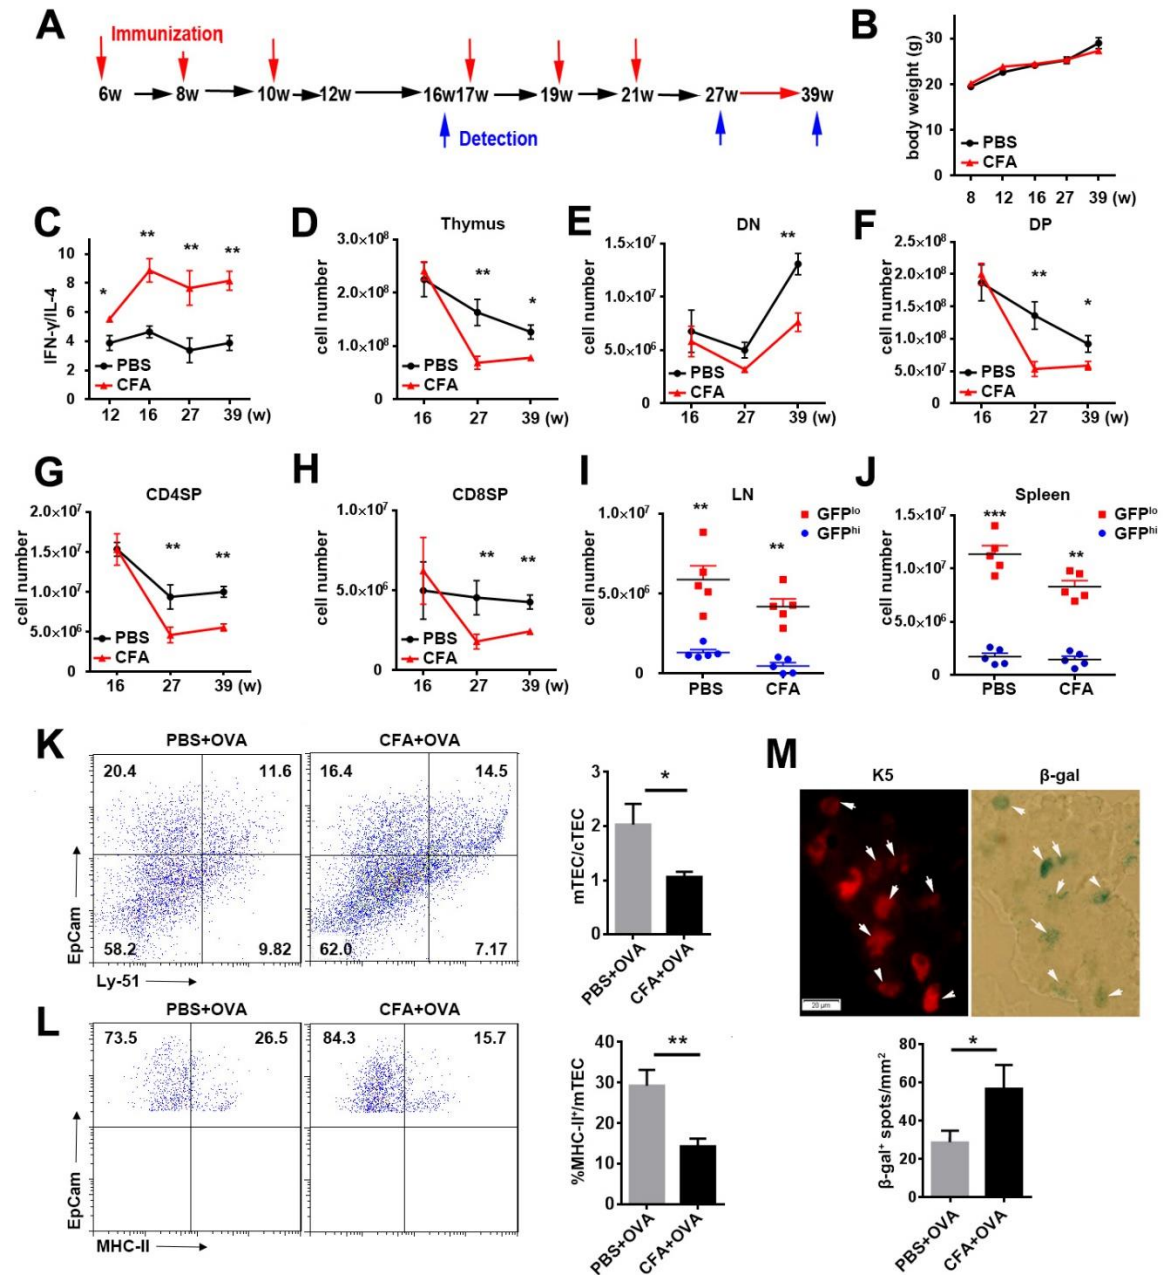 A
Immunization
6w 8w 10w 12w 16w 17w 19w 21w 27w 39w
Detection
B
body weight (g)
30
20
10
0
PBS
CFA
8 12 16 27 39 (w)
C
IFN-γ/IL-4
10
8
6
4
2
0
* ** ** **
PBS
CFA
12 16 27 39 (w)
D
Thymus
cell number
3.0×10⁸
2.0×10⁸
1.0×10⁸
0
** *
PBS
CFA
16 27 39 (w)
E
DN
cell number
1.5×10⁷
1.0×10⁷
5.0×10⁶
0
**
PBS
CFA
16 27 39 (w)
F
DP
cell number
2.5×10⁸
2.0×10⁸
1.5×10⁸
1.0×10⁸
5.0×10⁷
0
** *
PBS
CFA
16 27 39 (w)
G
CD4SP
cell number
2.0×10⁷
1.5×10⁷
1.0×10⁷
5.0×10⁶
0
** **
PBS
CFA
16 27 39 (w)
H
CD8SP
cell number
1.0×10⁷
5.0×10⁶
0
** **
PBS
CFA
16 27 39 (w)
I
LN
cell number
1.0×10⁷
5.0×10⁶
0
** **
GFPˡᵒ
GFPʰⁱ
PBS CFA
J
Spleen
cell number
1.5×10⁷
1.0×10⁷
5.0×10⁶
0
*** **
GFPˡᵒ
GFPʰⁱ
PBS CFA
K
PBS+OVA CFA+OVA
20.4 11.6 16.4 14.5
58.2 9.82 62.0 7.17
EpCam
Ly-51
mTEC/cTEC
3
2
1
0
*
PBS+OVA
CFA+OVA
L
PBS+OVA CFA+OVA
73.5 26.5 84.3 15.7
EpCam
MHC-II
%MHC-II⁺/mTEC
40
30
20
10
0
**
PBS+OVA
CFA+OVA
M
K5 β-gal
20 µm
β-gal⁺ spots/mm²
80
60
40
20
0
*
PBS+OVA
CFA+OVA